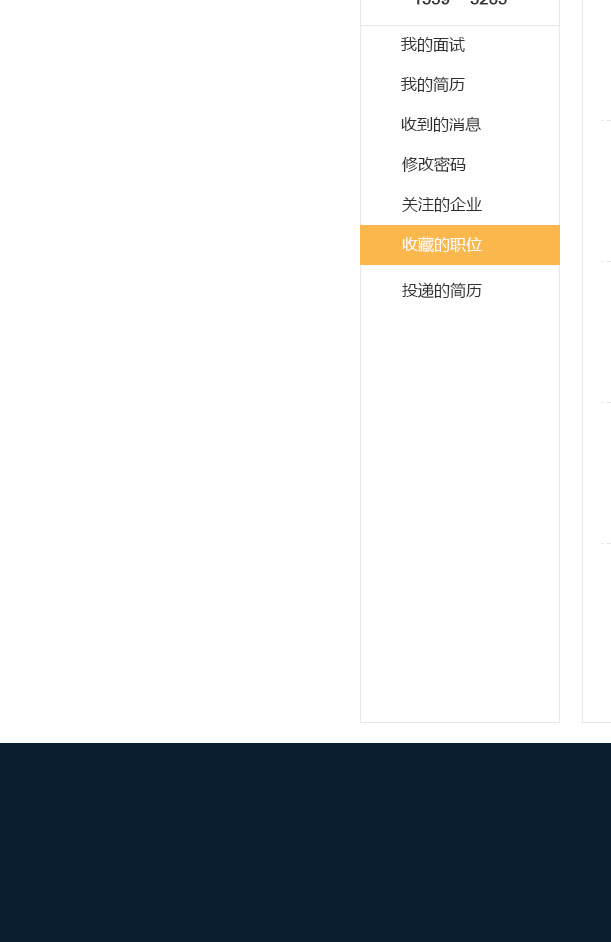 我的面试
我的简历
收到的消息
修改密码
关注的企业
收藏的职位
投递的简历